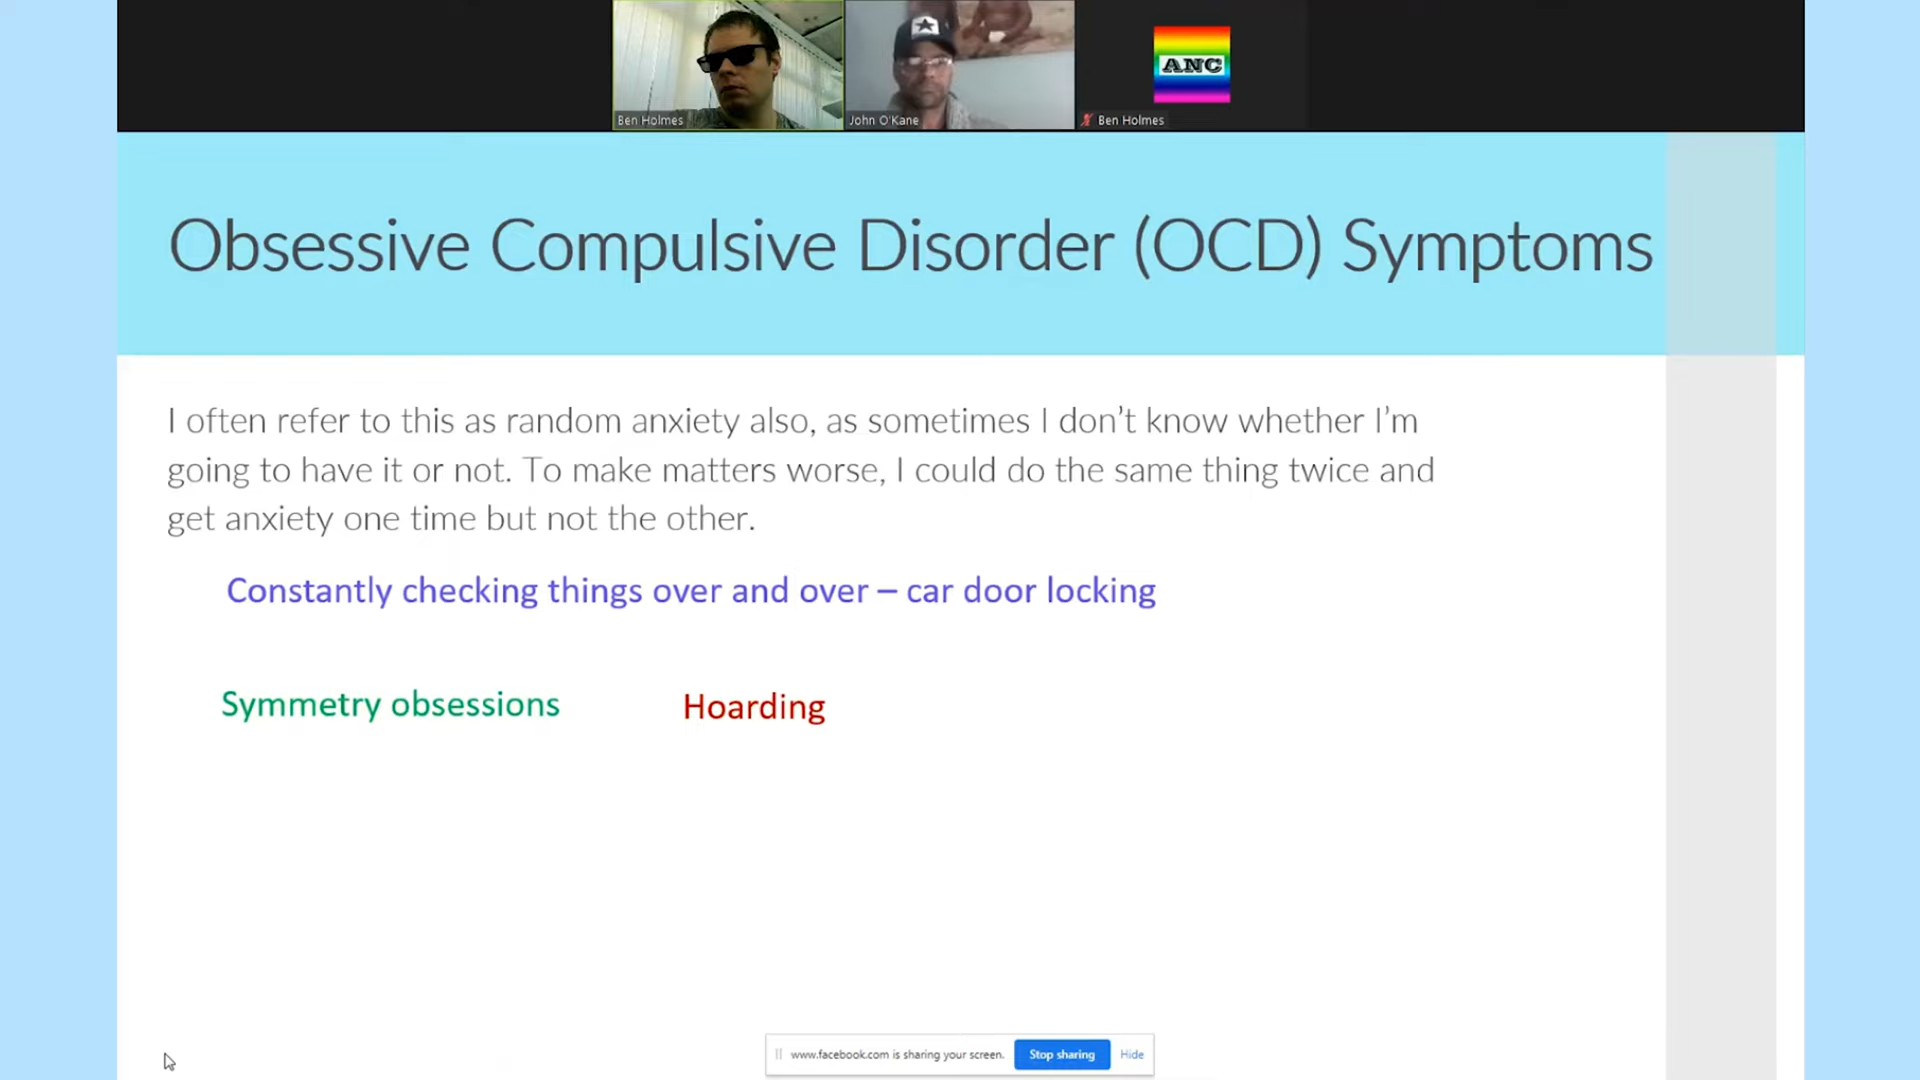 ANC
Ben Holmes
John O'Kane
Ben Holmes
Obsessive Compulsive Disorder (OCD) Symptoms
I often refer to this as random anxiety also, as sometimes I don’t know whether I’m
going to have it or not. To make matters worse, I could do the same thing twice and
get anxiety one time but not the other.
Constantly checking things over and over – car door locking
Symmetry obsessions
Hoarding
www.facebook.com is sharing your screen.
Stop sharing
Hide